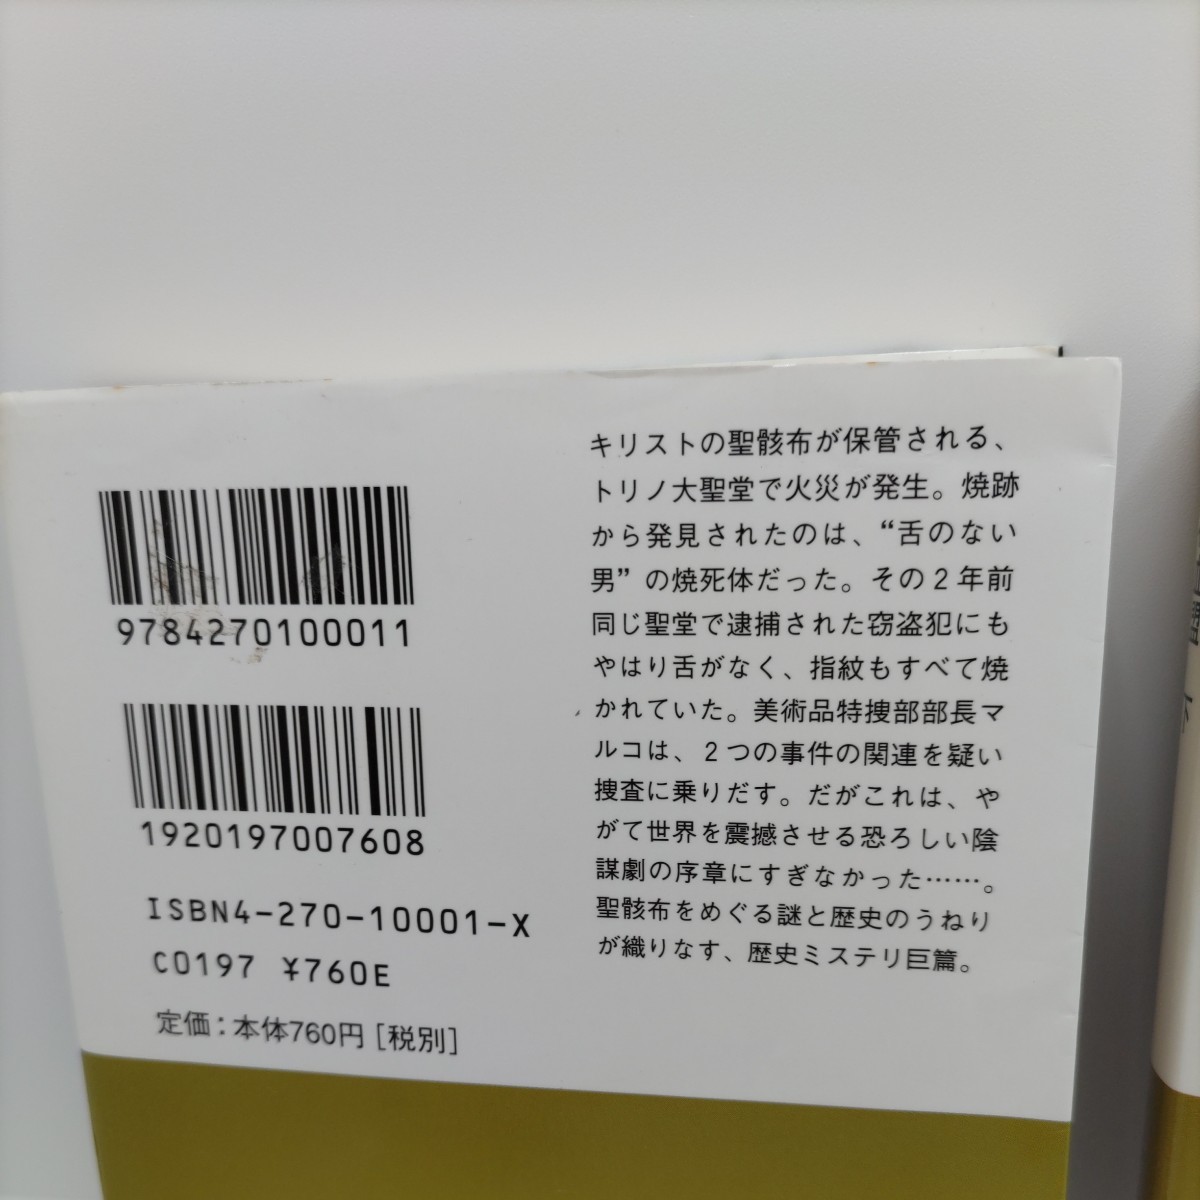 9784270100011
1920197007608
ISBN4-270-10001-X
C0197 ¥760E
定価：本体760円［税別］
キリストの聖骸布が保管される、
トリノ大聖堂で火災が発生。焼跡
から発見されたのは、“舌のない
男”の焼死体だった。その２年前
同じ聖堂で逮捕された窃盗犯にも
やはり舌がなく、指紋もすべて焼
かれていた。美術品特捜部部長マ
ルコは、２つの事件の関連を疑い
捜査に乗りだす。だがこれは、や
がて世界を震撼させる恐ろしい陰
謀劇の序章にすぎなかった……。
聖骸布をめぐる謎と歴史のうねり
が織りなす、歴史ミステリ巨篇。